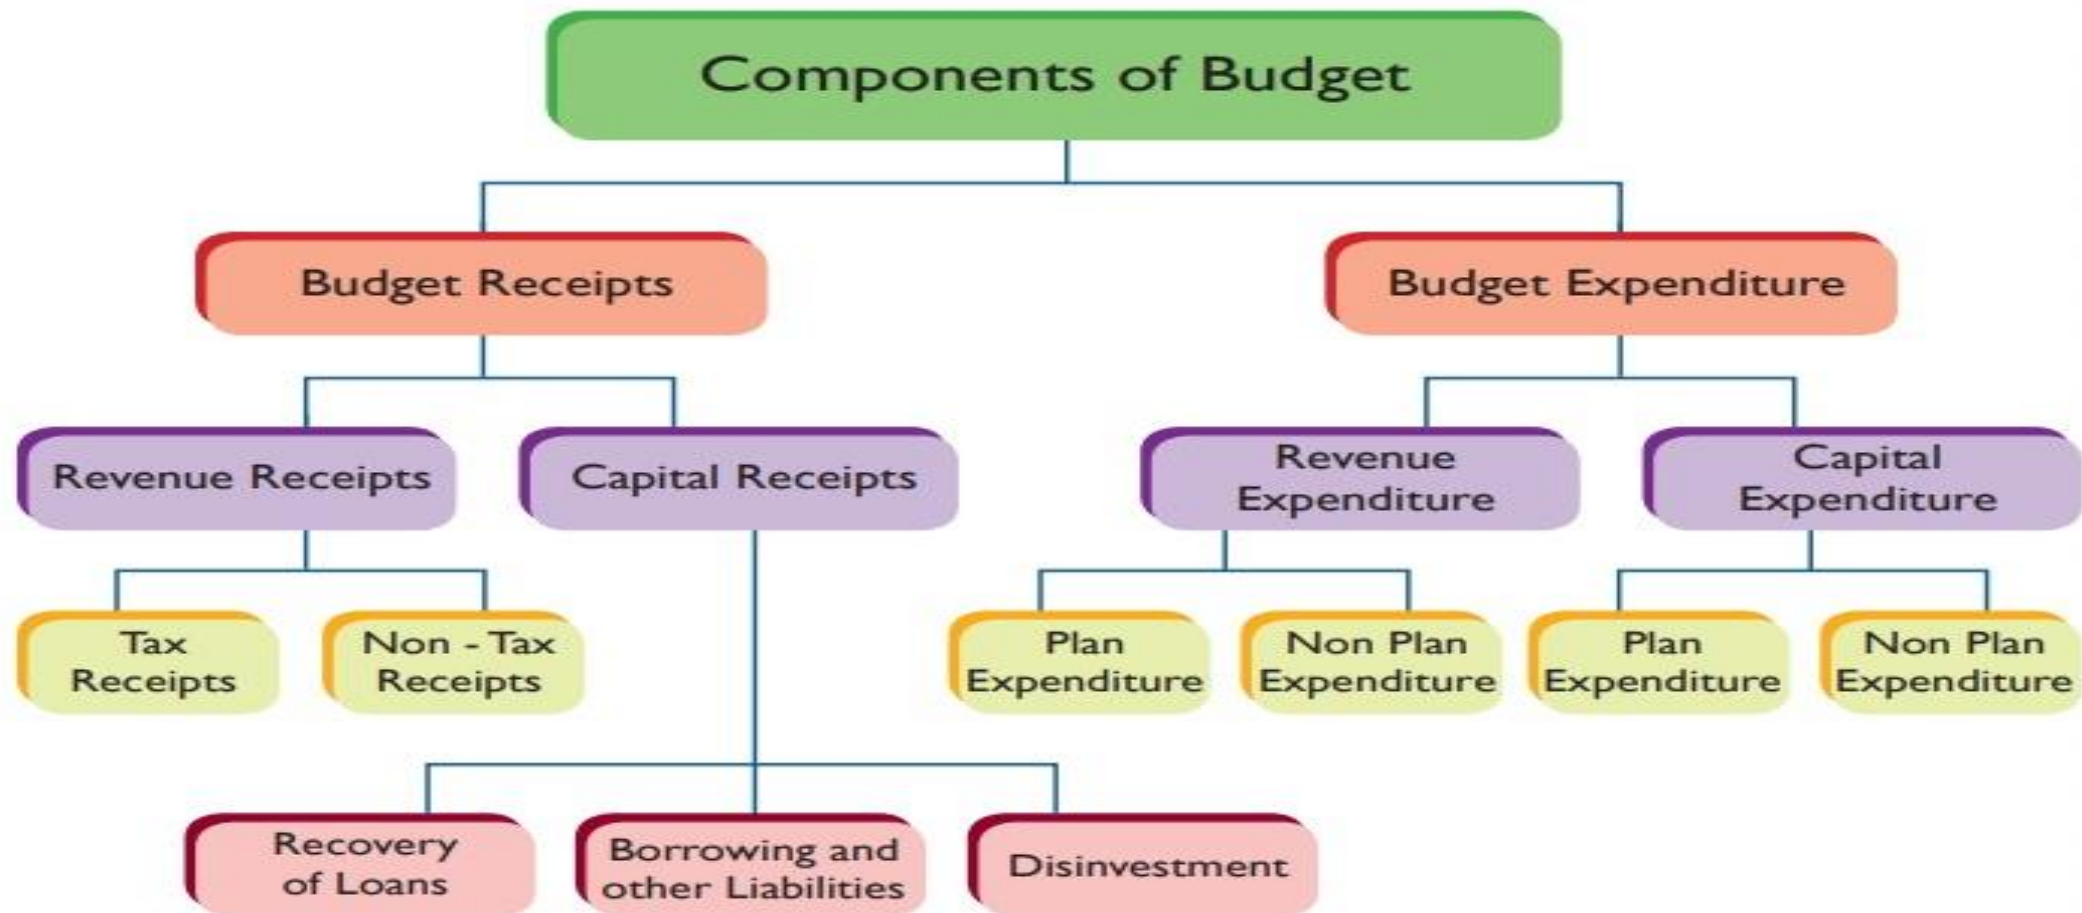 Components of Budget
Budget Receipts
Budget Expenditure
Revenue Receipts
Capital Receipts
Revenue
Expenditure
Capital
Expenditure
Tax
Receipts
Non - Tax
Receipts
Plan
Expenditure
Non Plan
Expenditure
Plan
Expenditure
Non Plan
Expenditure
Recovery
of Loans
Borrowing and
other Liabilities
Disinvestment